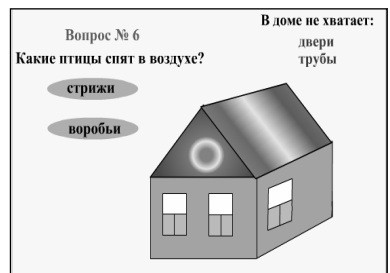 Вопрос № 6
Какие птицы спят в воздухе?
стрижи
воробьи
В доме не хватает:
двери
трубы